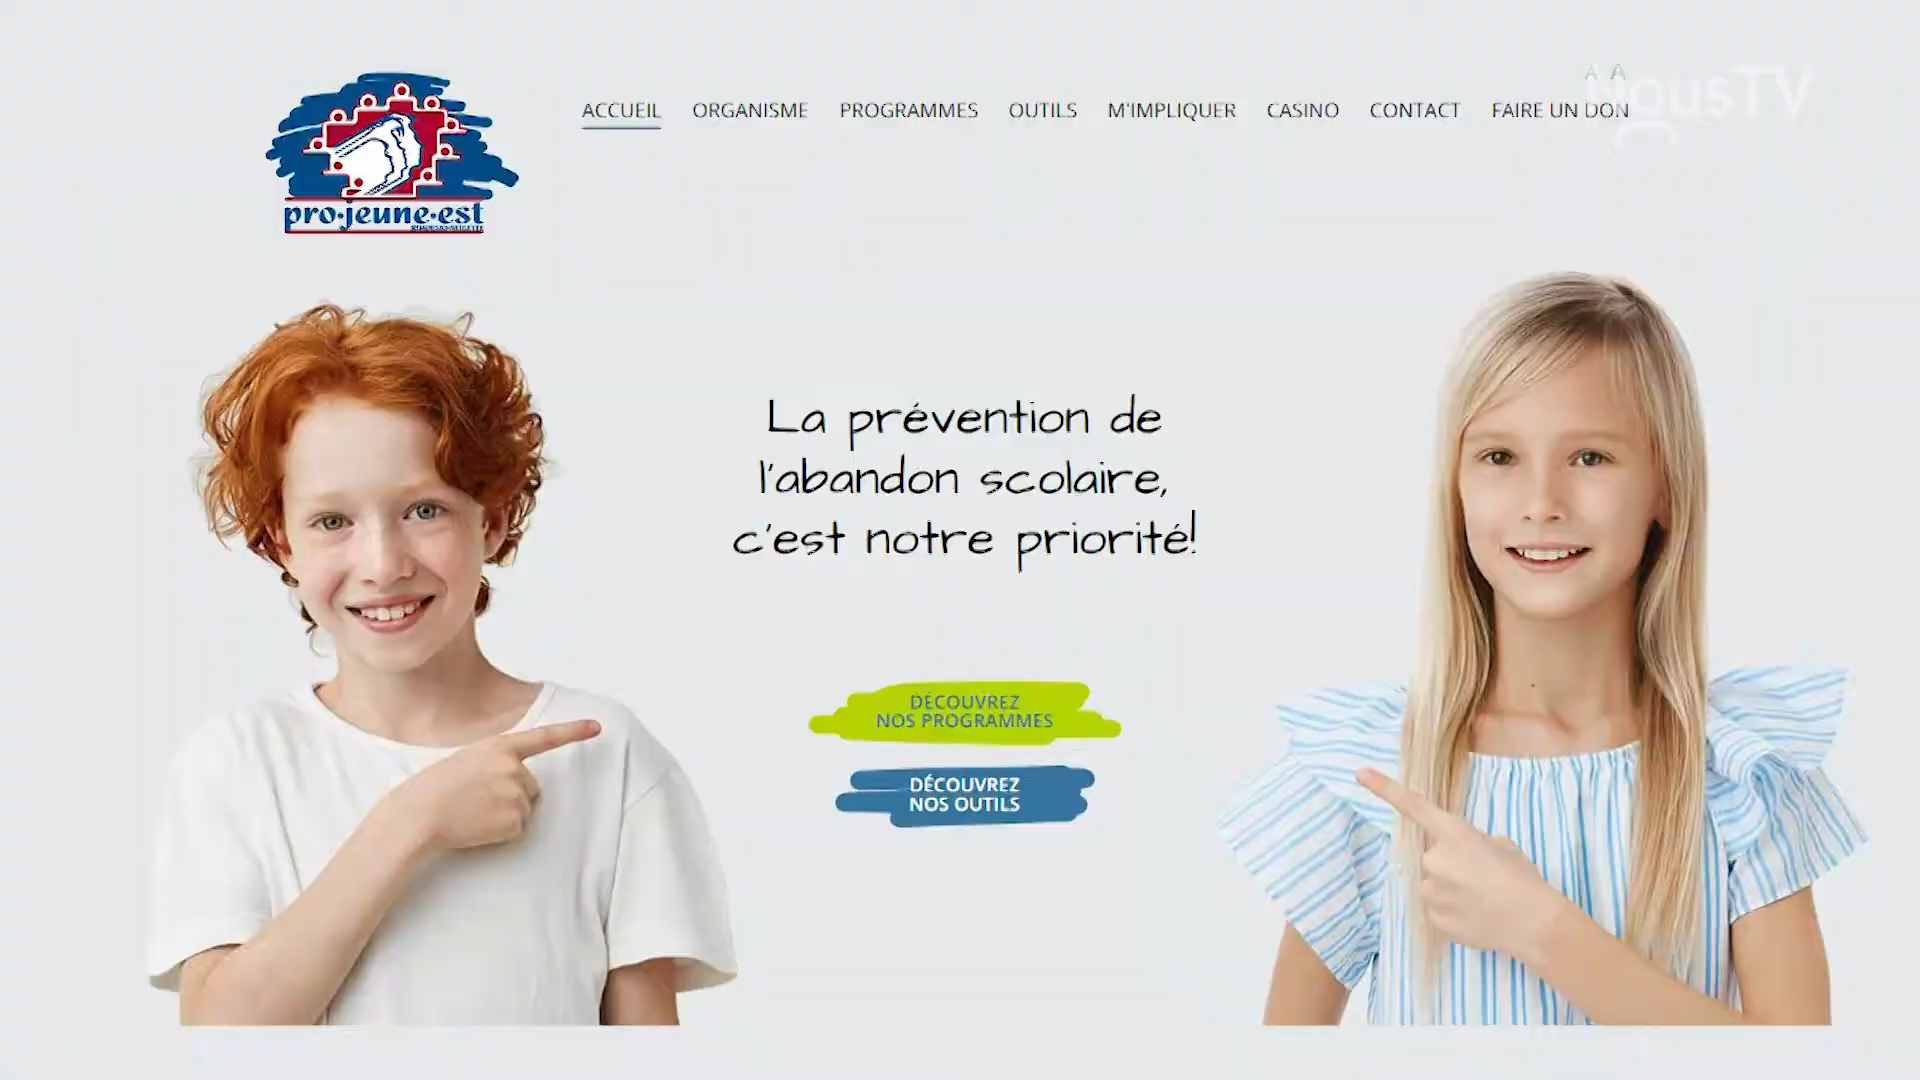 NousTV
A A
ACCUEIL ORGANISME PROGRAMMES OUTILS M'IMPLIQUER CASINO CONTACT FAIRE UN DON
pro·jeune·est
La prévention de
l'abandon scolaire,
c'est notre priorité!
DÉCOUVREZ
NOS PROGRAMMES
DÉCOUVREZ
NOS OUTILS